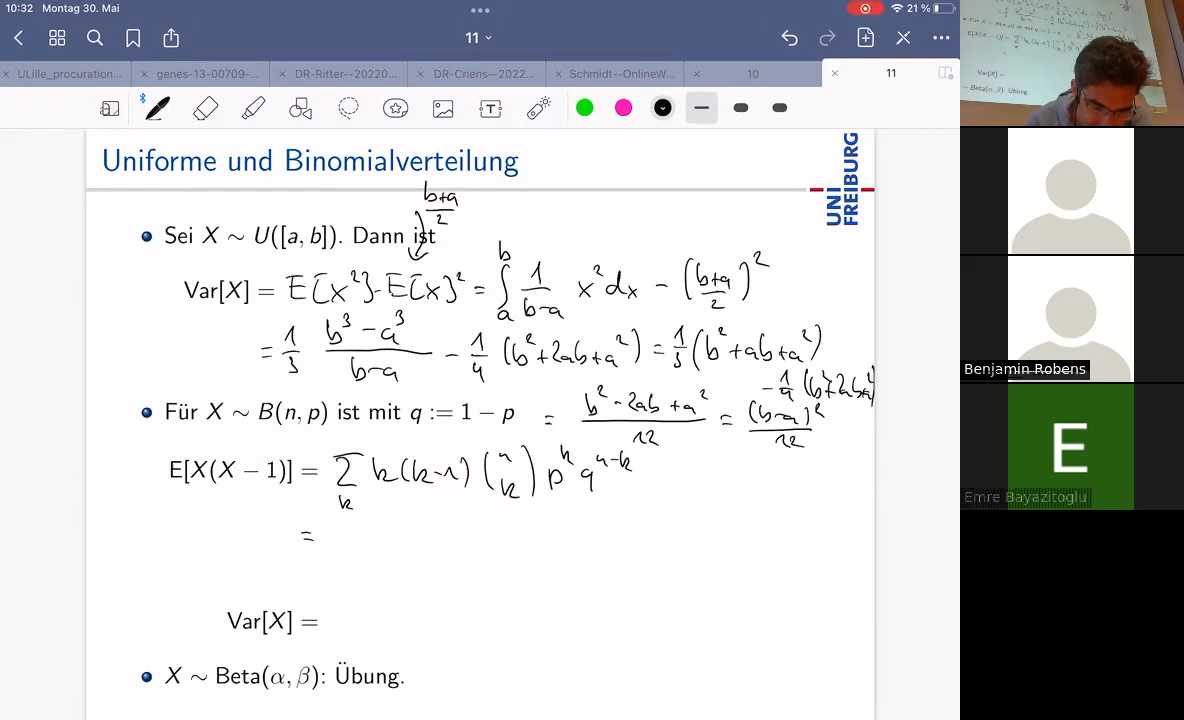 10:32 Montag 30. Mai
21 %
11
ULille_procuration...
genes-13-00709-...
DR-Ritter--20220...
DR-Criens--2022...
Schmidt--OnlineW...
10
11
Uniforme und Binomialverteilung
UNI
FREIBURG
b+a
2
Sei X ~ U([a, b]). Dann ist
Var[X] = E[X²] - E[X]² = ∫_a^b 1/(b-a) x² dx - ((b+a)/2)²
= 1/3 (b³ - a³)/(b-a) - 1/4 (b² + 2ab + a²) = 1/3 (b² + ab + a²)
- 1/4 (b² + 2ab + a²)
Für X ~ B(n, p) ist mit q := 1 − p = (b² - 2ab + a²)/12 = (b-a)²/12
E[X(X − 1)] = ∑_k k(k-1) (n k) p^k q^(n-k)
=
Var[X] =
X ~ Beta(α, β): Übung.
Var[X] =
Benjamin Robens
E
Emre Bayazitoglu